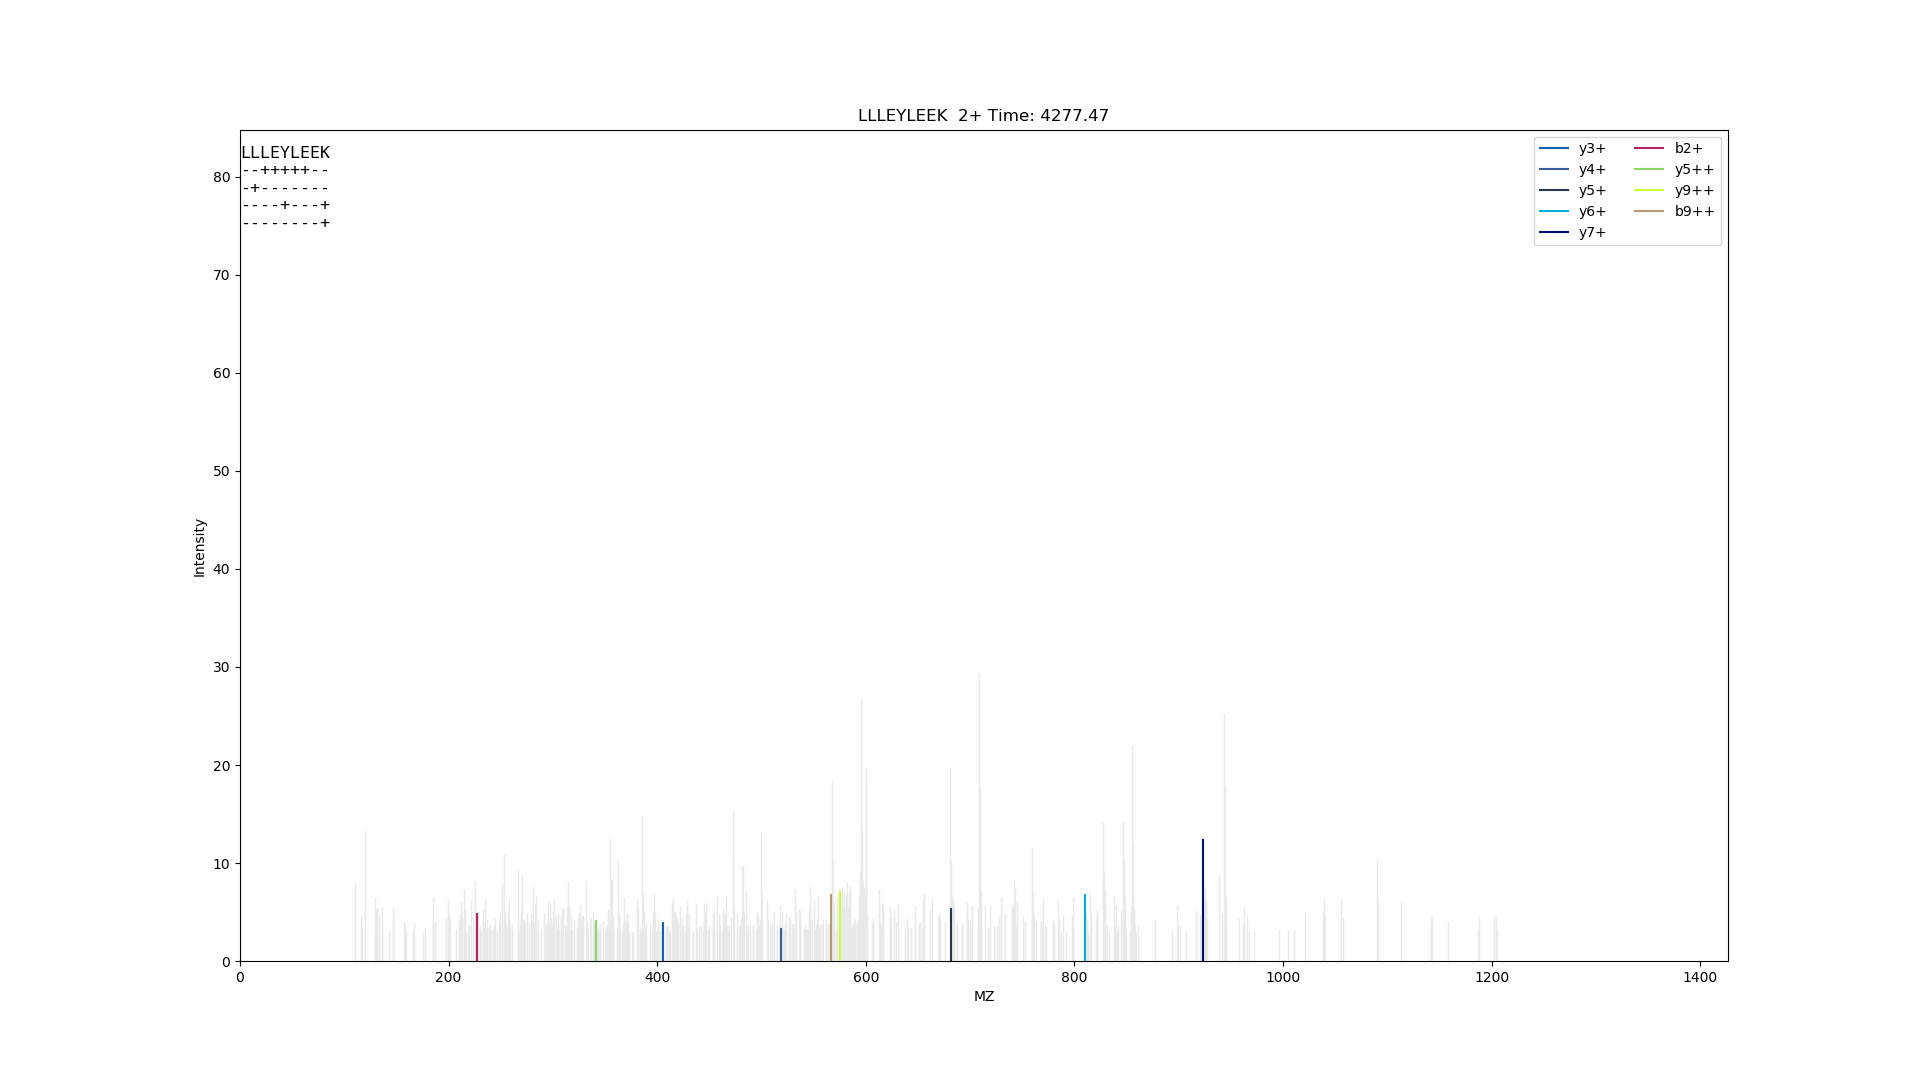 LLLEYLEEK  2+ Time: 4277.47
LLLEYLEEK
--+++++--
-+-------
----+---+
--------+
y3+
y4+
y5+
y6+
y7+
b2+
y5++
y9++
b9++
80
70
60
50
40
30
20
10
0
Intensity
0 200 400 600 800 1000 1200 1400
MZ